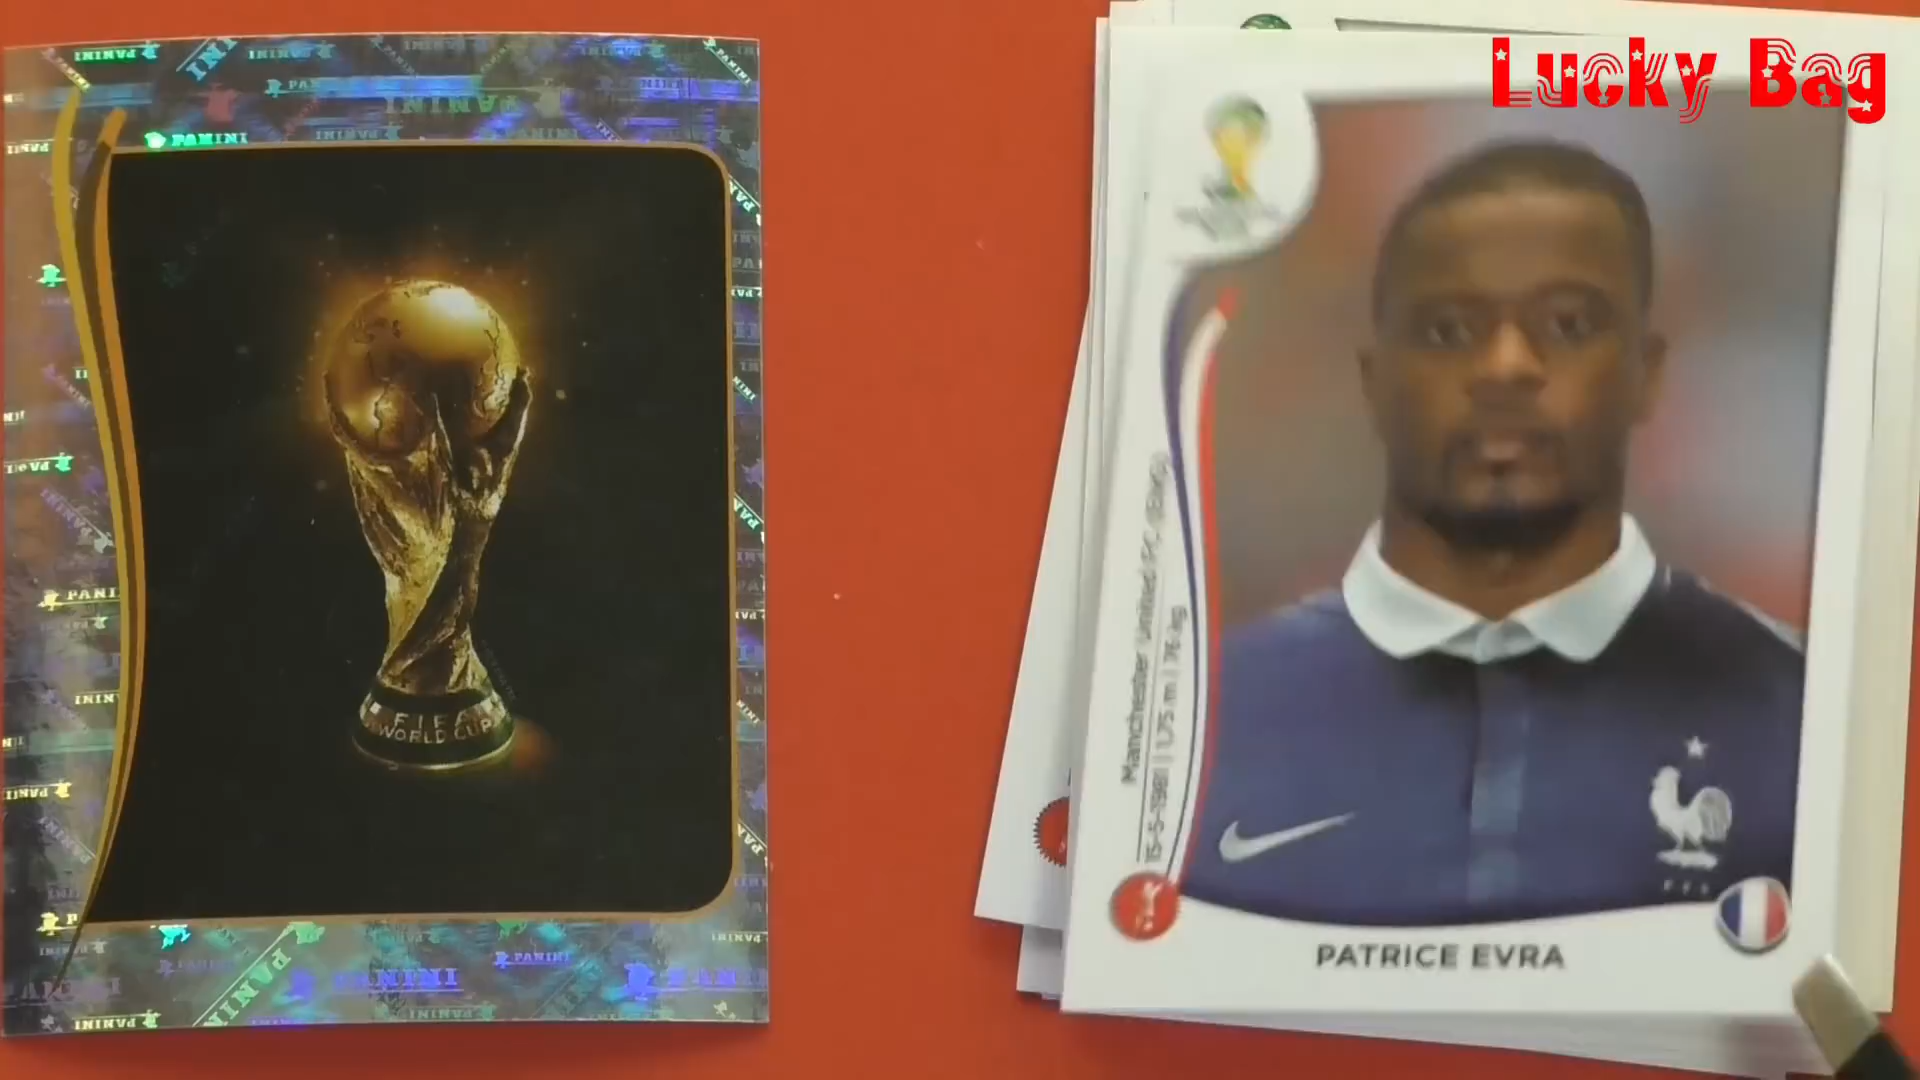 Lucky Bag
PANINI
PANINI
PANINI
PANINI
FIFA
WORLD CUP
Manchester United FC (ENG)
15-5-1981 | 1,75 m | 76 kg
PATRICE EVRA